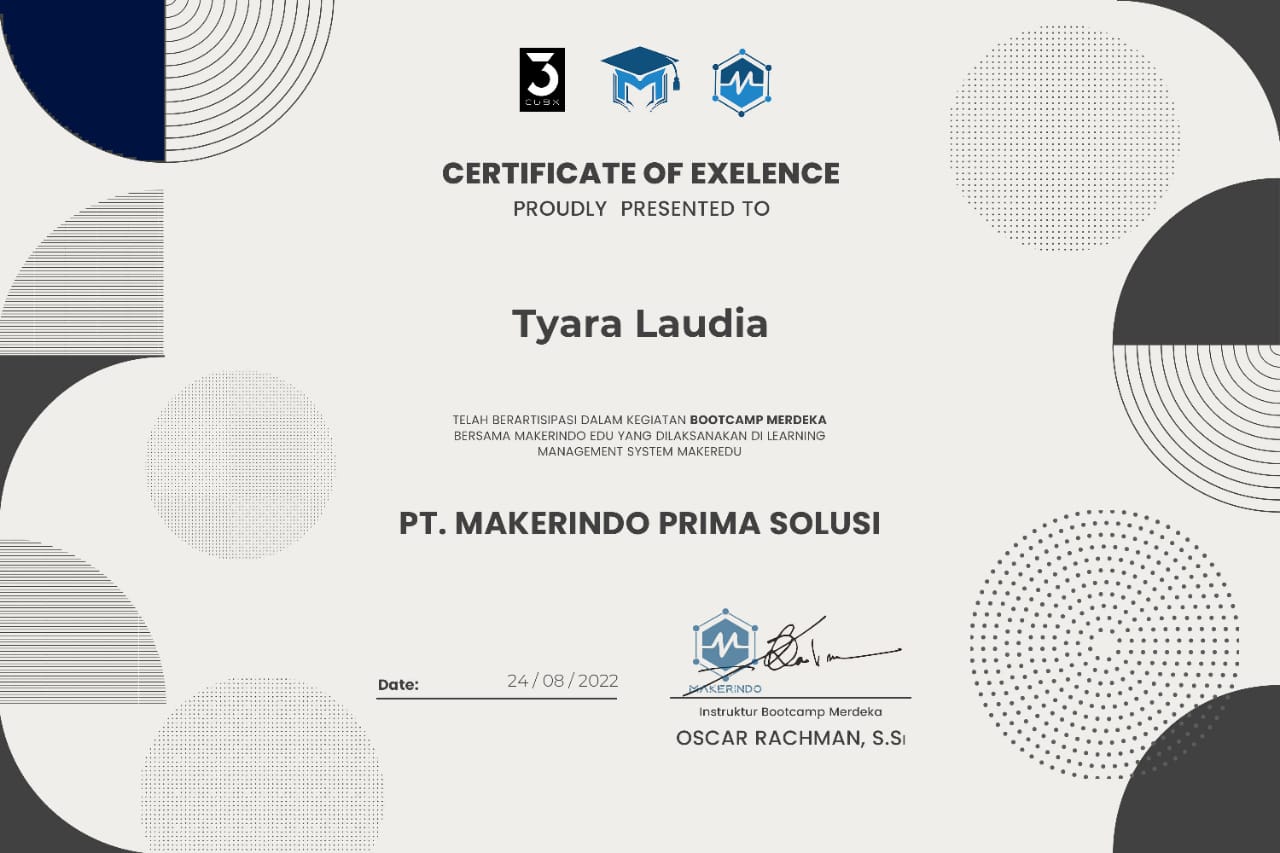 3
CUBX
CERTIFICATE OF EXELENCE
PROUDLY PRESENTED TO
Tyara Laudia
TELAH BERARTISIPASI DALAM KEGIATAN BOOTCAMP MERDEKA
BERSAMA MAKERINDO EDU YANG DILAKSANAKAN DI LEARNING
MANAGEMENT SYSTEM MAKEREDU
PT. MAKERINDO PRIMA SOLUSI
MAKERINDO
Date: 24 / 08 / 2022
Instruktur Bootcamp Merdeka
OSCAR RACHMAN, S.Si